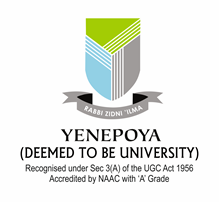 RABBI ZIDNI 'ILMA
YENEPOYA
(DEEMED TO BE UNIVERSITY)
Recognised under Sec 3(A) of the UGC Act 1956
Accredited by NAAC with 'A' Grade